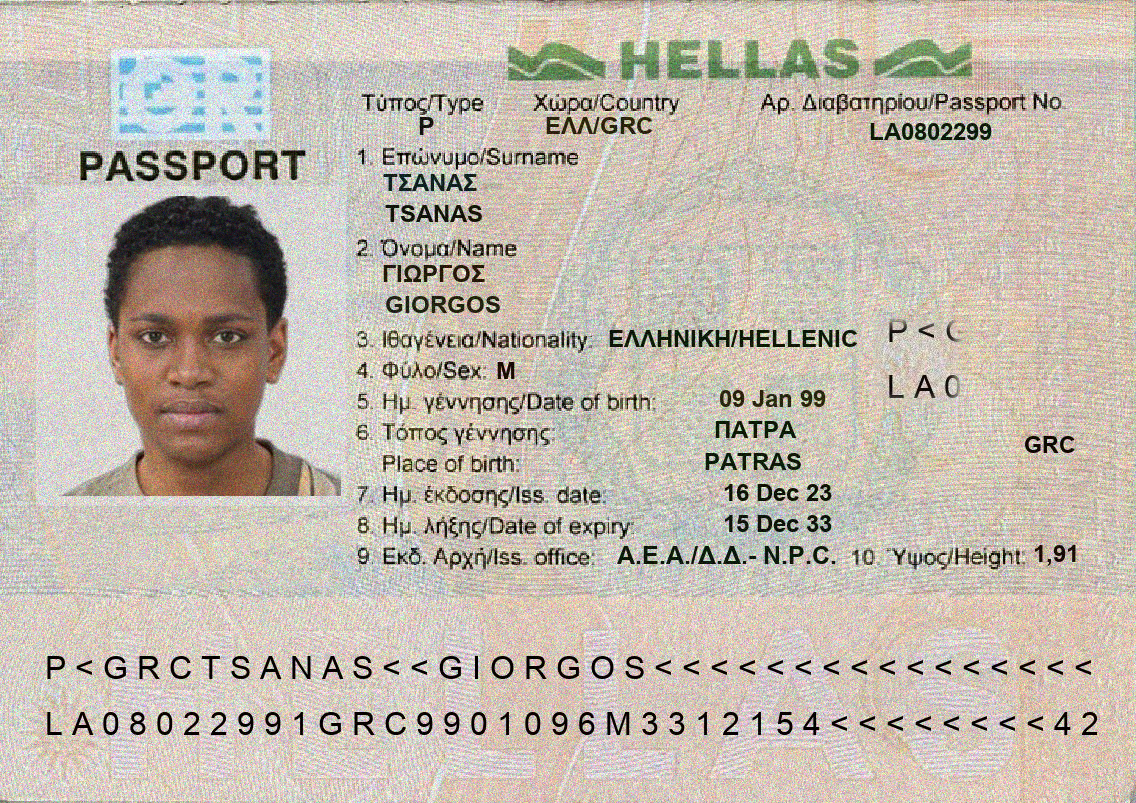 GR
HELLAS
PASSPORT
Τύπος/Type Χώρα/Country Αρ. Διαβατηρίου/Passport No.
P ΕΛΛ/GRC LA0802299
1. Επώνυμο/Surname
ΤΣΑΝΑΣ
TSANAS
2. Όνομα/Name
ΓΙΩΡΓΟΣ
GIORGOS
3. Ιθαγένεια/Nationality: ΕΛΛΗΝΙΚΗ/HELLENIC
P < G
4. Φύλο/Sex: M
LA0
5. Ημ. γέννησης/Date of birth: 09 Jan 99
6. Τόπος γέννησης: ΠΑΤΡΑ
GRC
Place of birth: PATRAS
7. Ημ. έκδοσης/Iss. date: 16 Dec 23
8. Ημ. λήξης/Date of expiry: 15 Dec 33
9 Εκδ. Αρχή/Iss. office: Α.Ε.Α./Δ.Δ.- N.P.C. 10. Ύψος/Height: 1,91
HELLAS
P<GRCTSANAS<<GIORGOS<<<<<<<<<<<<<<<<
LA08022991GRC9901096M3312154<<<<<<<<42